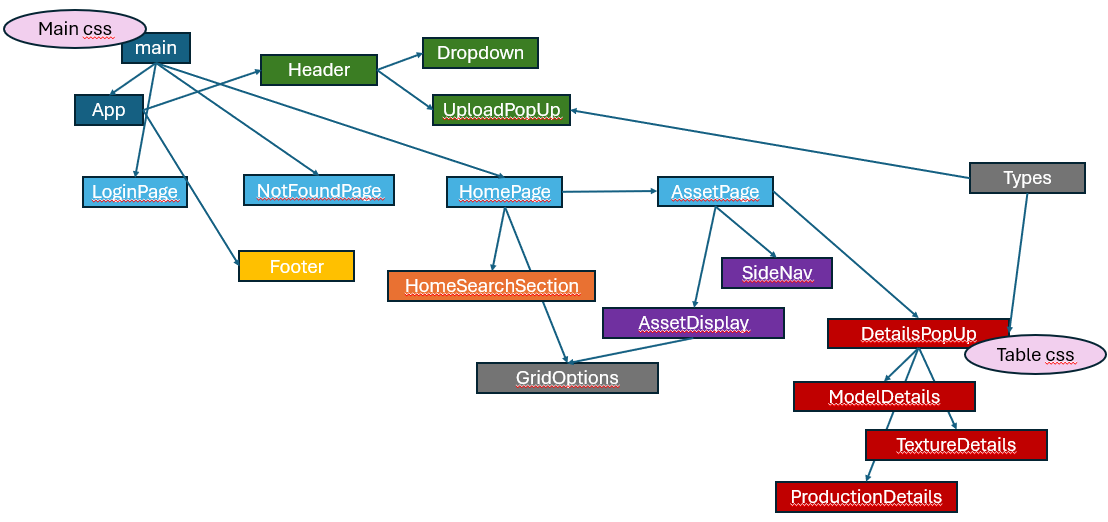 Main css
main
Header
Dropdown
App
UploadPopUp
Types
LoginPage
NotFoundPage
HomePage
AssetPage
Footer
SideNav
HomeSearchSection
AssetDisplay
DetailsPopUp
Table css
GridOptions
ModelDetails
TextureDetails
ProductionDetails